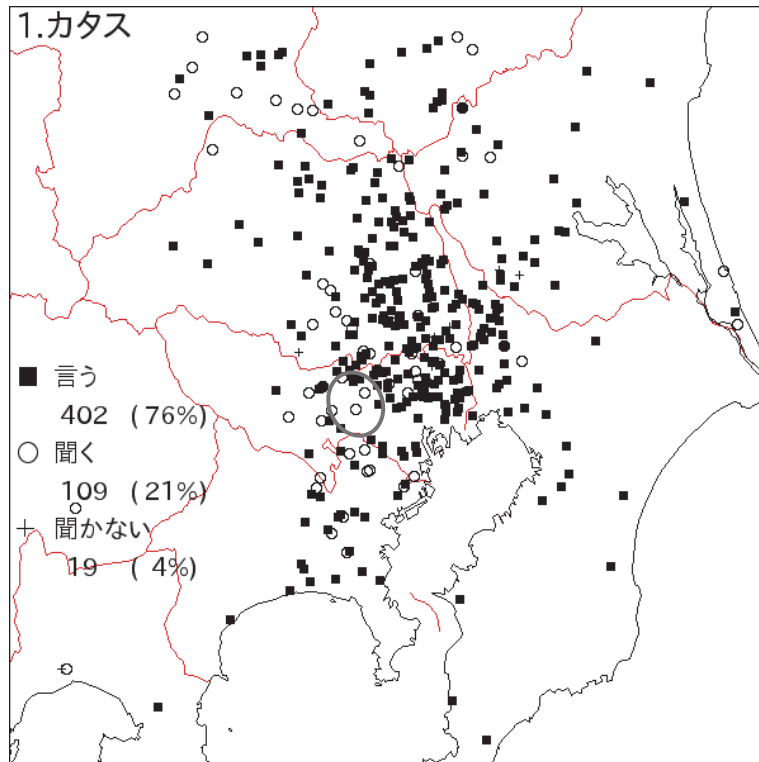 1.カタス
■ 言う
402 (76%)
○ 聞く
109 (21%)
+ 聞かない
19 ( 4%)